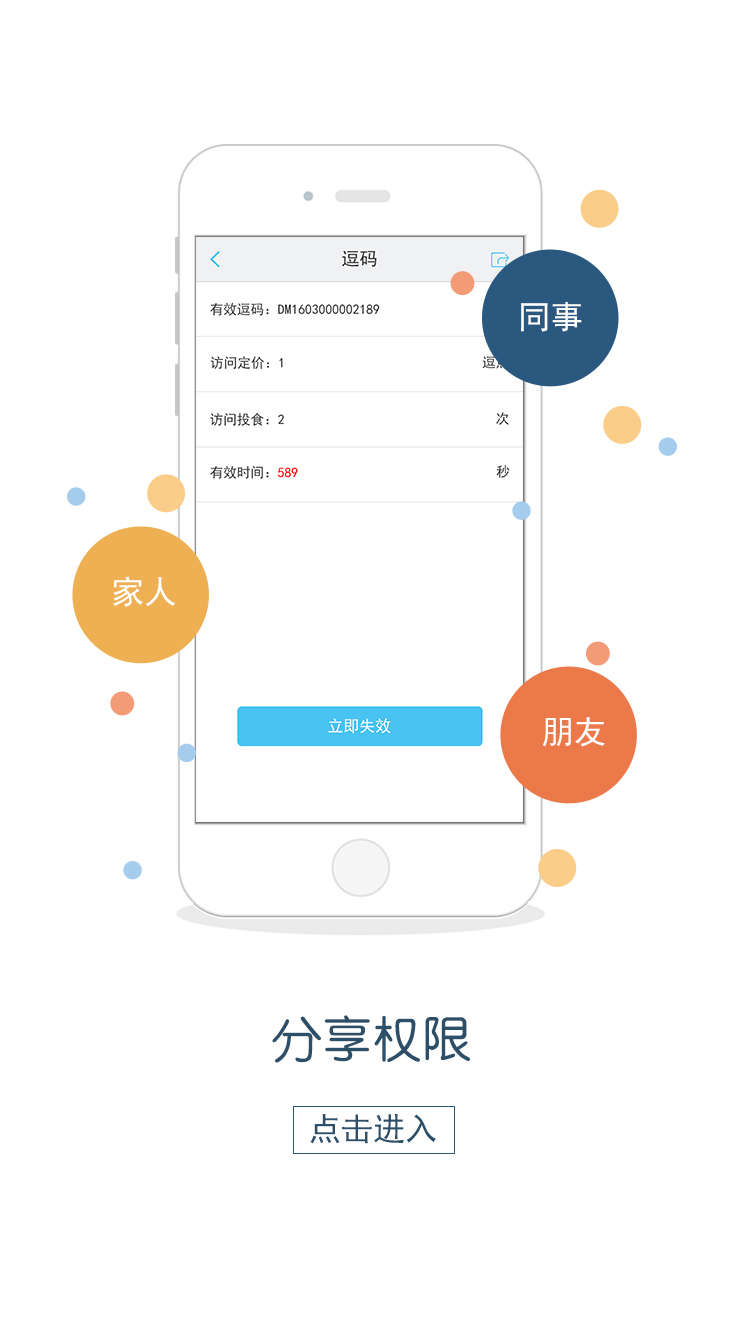 逗码
有效逗码：DM1603000002189
同事
访问定价：1 逗
访问投食：2 次
有效时间：589 秒
家人
立即失效
朋友
分享权限
点击进入